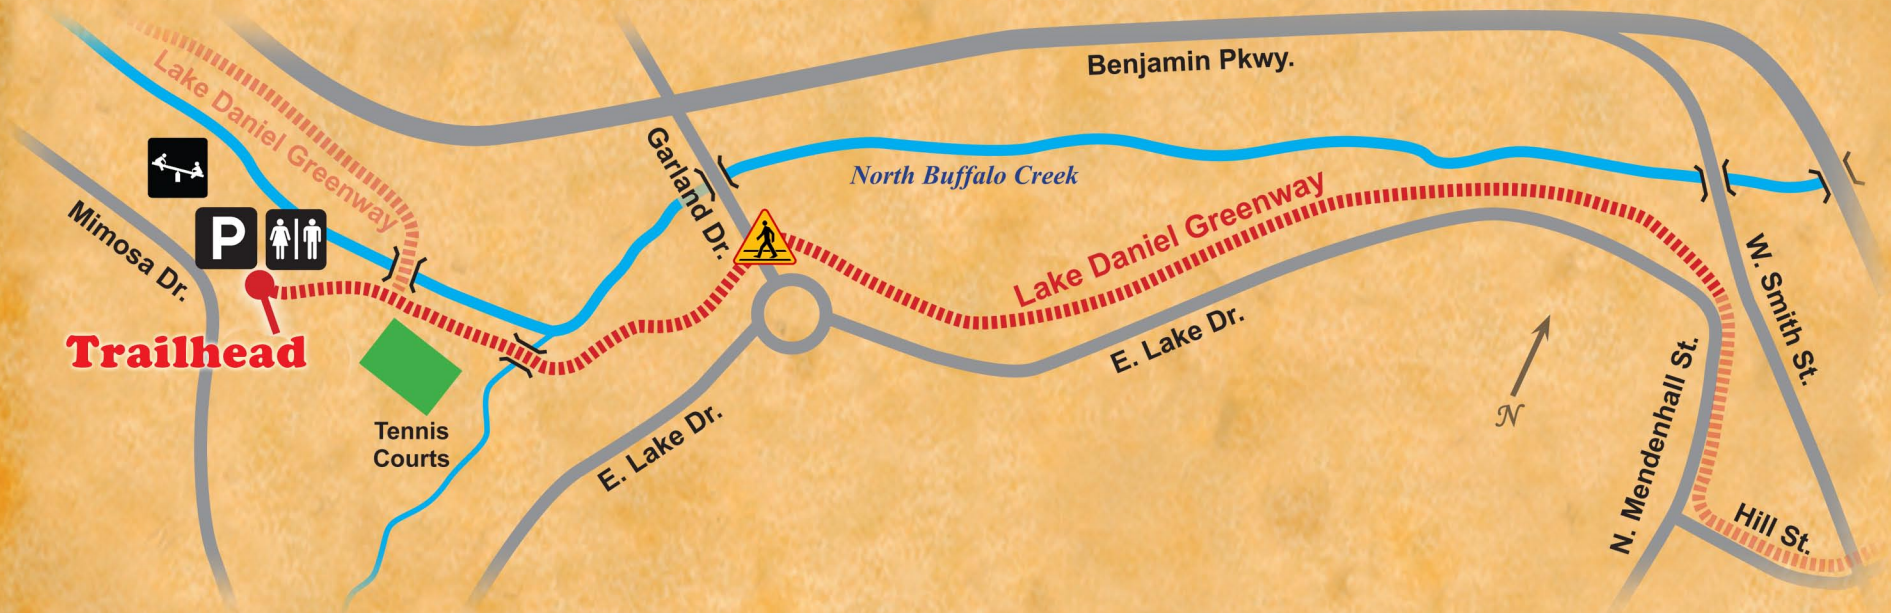 Benjamin Pkwy.
Lake Daniel Greenway
Garland Dr.
North Buffalo Creek
P
Mimosa Dr.
Lake Daniel Greenway
Trailhead
W. Smith St.
E. Lake Dr.
N
Tennis
Courts
E. Lake Dr.
N. Mendenhall St.
Hill St.